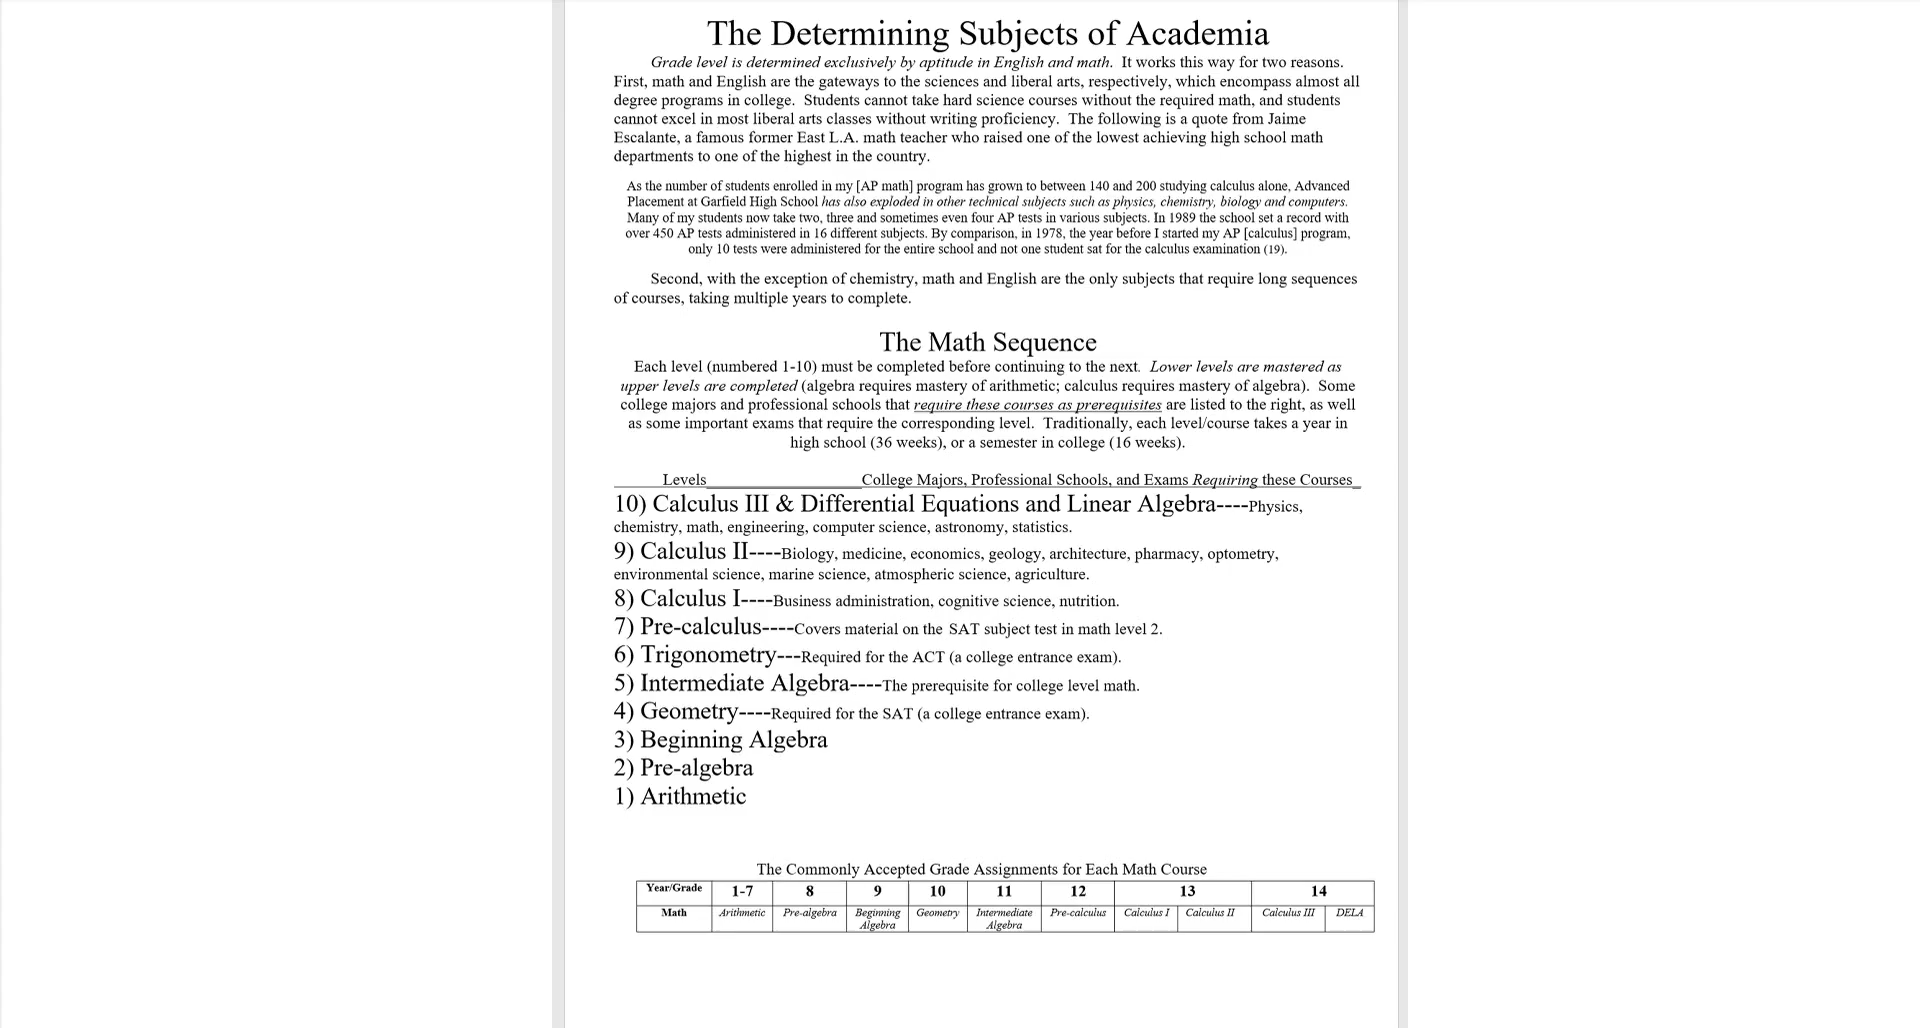 The Determining Subjects of Academia
Grade level is determined exclusively by aptitude in English and math.  It works this way for two reasons.
First, math and English are the gateways to the sciences and liberal arts, respectively, which encompass almost all
degree programs in college.  Students cannot take hard science courses without the required math, and students
cannot excel in most liberal arts classes without writing proficiency.  The following is a quote from Jaime
Escalante, a famous former East L.A. math teacher who raised one of the lowest achieving high school math
departments to one of the highest in the country.
As the number of students enrolled in my [AP math] program has grown to between 140 and 200 studying calculus alone, Advanced
Placement at Garfield High School has also exploded in other technical subjects such as physics, chemistry, biology and computers.
Many of my students now take two, three and sometimes even four AP tests in various subjects. In 1989 the school set a record with
over 450 AP tests administered in 16 different subjects. By comparison, in 1978, the year before I started my AP [calculus] program,
only 10 tests were administered for the entire school and not one student sat for the calculus examination (19).
Second, with the exception of chemistry, math and English are the only subjects that require long sequences
of courses, taking multiple years to complete.
The Math Sequence
Each level (numbered 1-10) must be completed before continuing to the next.  Lower levels are mastered as
upper levels are completed (algebra requires mastery of arithmetic; calculus requires mastery of algebra).  Some
college majors and professional schools that require these courses as prerequisites are listed to the right, as well
as some important exams that require the corresponding level.  Traditionally, each level/course takes a year in
high school (36 weeks), or a semester in college (16 weeks).
Levels College Majors, Professional Schools, and Exams Requiring these Courses
10) Calculus III & Differential Equations and Linear Algebra----Physics,
chemistry, math, engineering, computer science, astronomy, statistics.
9) Calculus II----Biology, medicine, economics, geology, architecture, pharmacy, optometry,
environmental science, marine science, atmospheric science, agriculture.
8) Calculus I----Business administration, cognitive science, nutrition.
7) Pre-calculus----Covers material on the SAT subject test in math level 2.
6) Trigonometry---Required for the ACT (a college entrance exam).
5) Intermediate Algebra----The prerequisite for college level math.
4) Geometry----Required for the SAT (a college entrance exam).
3) Beginning Algebra
2) Pre-algebra
1) Arithmetic
The Commonly Accepted Grade Assignments for Each Math Course
Year/Grade 1-7 8 9 10 11 12 13 14
Math Arithmetic Pre-algebra Beginning Algebra Geometry Intermediate Algebra Pre-calculus Calculus I Calculus II Calculus III DELA